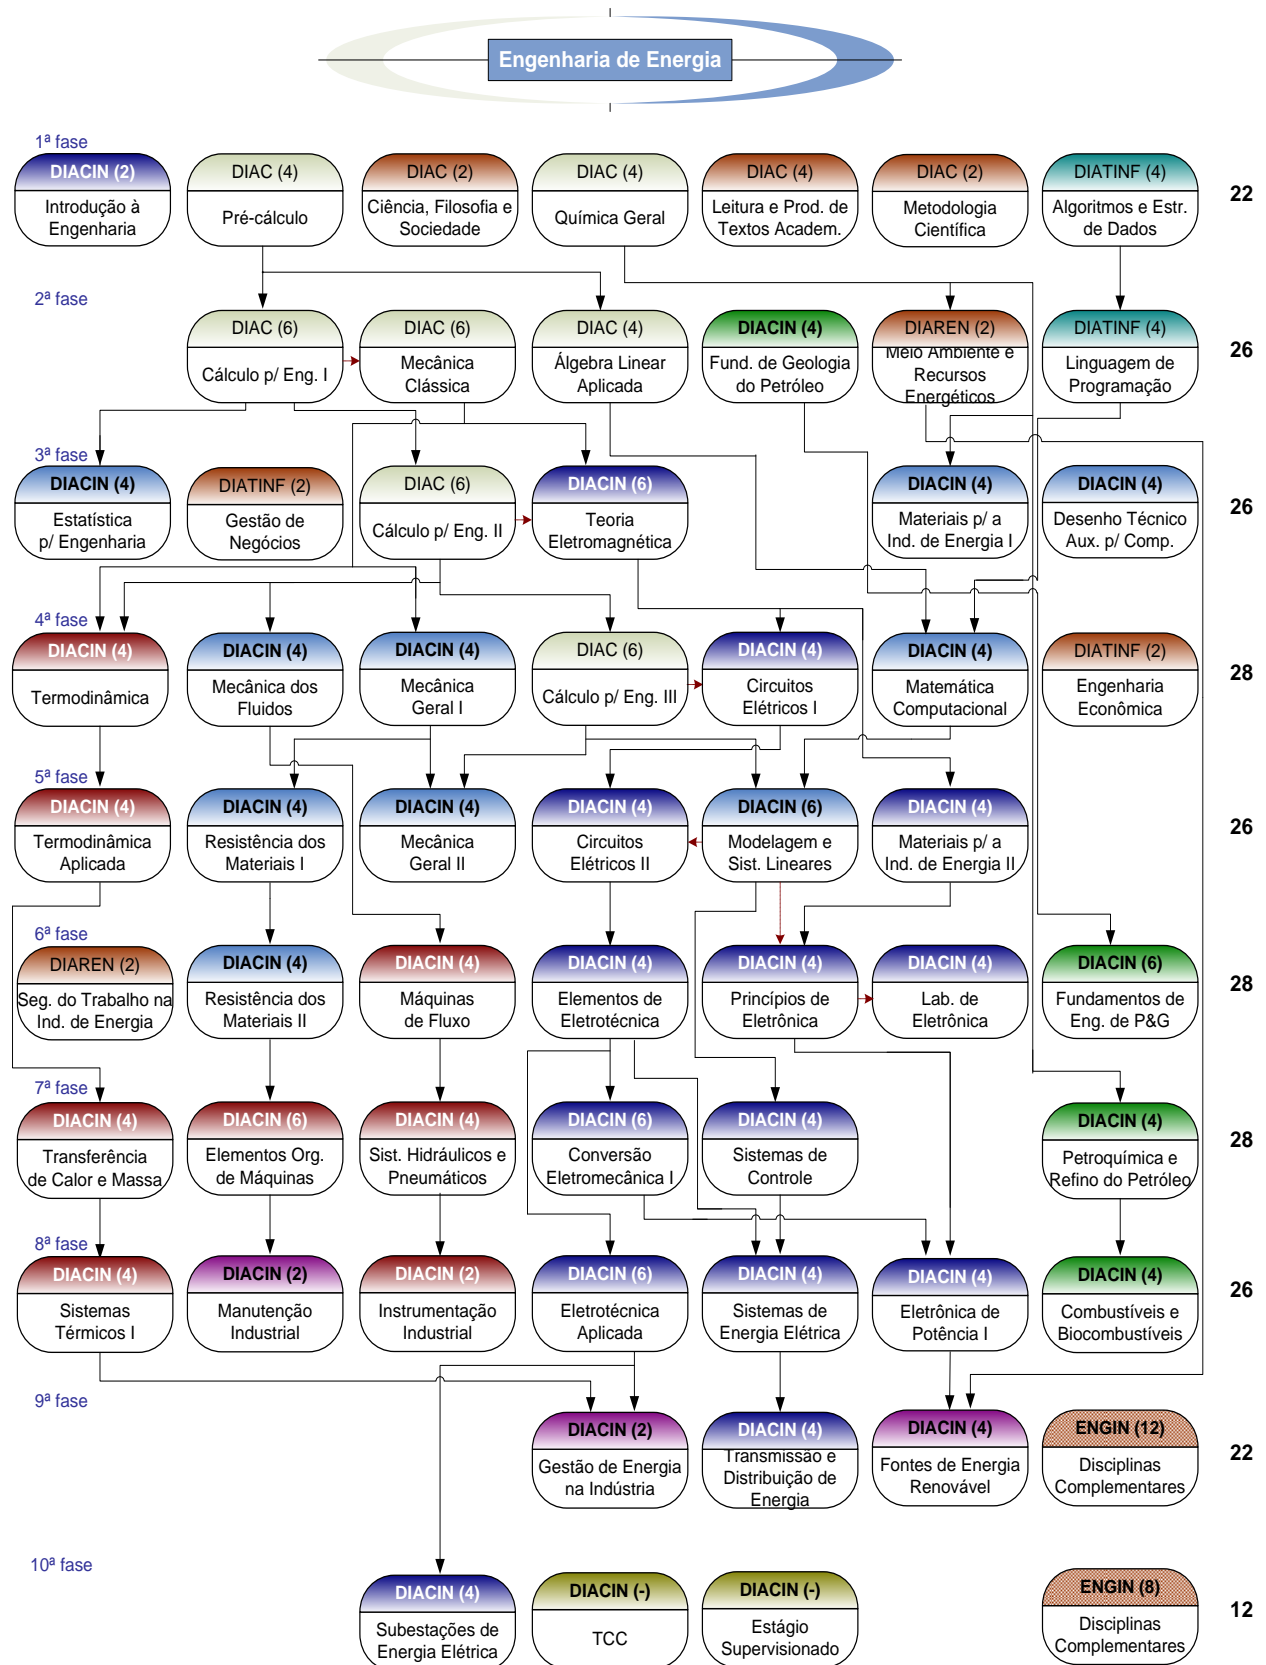 Engenharia de Energia
1ª fase
DIACIN (2)
Introdução à
Engenharia
DIAC (4)
Pré-cálculo
DIAC (2)
Ciência, Filosofia e
Sociedade
DIAC (4)
Química Geral
DIAC (4)
Leitura e Prod. de
Textos Academ.
DIAC (2)
Metodologia
Científica
DIATINF (4)
Algoritmos e Estr.
de Dados
22
2ª fase
DIAC (6)
Cálculo p/ Eng. I
DIAC (6)
Mecânica
Clássica
DIAC (4)
Álgebra Linear
Aplicada
DIACIN (4)
Fund. de Geologia
do Petróleo
DIAREN (2)
Meio Ambiente e
Recursos
Energéticos
DIATINF (4)
Linguagem de
Programação
26
3ª fase
DIACIN (4)
Estatística
p/ Engenharia
DIATINF (2)
Gestão de
Negócios
DIAC (6)
Cálculo p/ Eng. II
DIACIN (6)
Teoria
Eletromagnética
DIACIN (4)
Materiais p/ a
Ind. de Energia I
DIACIN (4)
Desenho Técnico
Aux. p/ Comp.
26
4ª fase
DIACIN (4)
Termodinâmica
DIACIN (4)
Mecânica dos
Fluidos
DIACIN (4)
Mecânica
Geral I
DIAC (6)
Cálculo p/ Eng. III
DIACIN (4)
Circuitos
Elétricos I
DIACIN (4)
Matemática
Computacional
DIATINF (2)
Engenharia
Econômica
28
5ª fase
DIACIN (4)
Termodinâmica
Aplicada
DIACIN (4)
Resistência dos
Materiais I
DIACIN (4)
Mecânica
Geral II
DIACIN (4)
Circuitos
Elétricos II
DIACIN (6)
Modelagem e
Sist. Lineares
DIACIN (4)
Materiais p/ a
Ind. de Energia II
26
6ª fase
DIAREN (2)
Seg. do Trabalho na
Ind. de Energia
DIACIN (4)
Resistência dos
Materiais II
DIACIN (4)
Máquinas
de Fluxo
DIACIN (4)
Elementos de
Eletrotécnica
DIACIN (4)
Princípios de
Eletrônica
DIACIN (4)
Lab. de
Eletrônica
DIACIN (6)
Fundamentos de
Eng. de P&G
28
7ª fase
DIACIN (4)
Transferência
de Calor e Massa
DIACIN (6)
Elementos Org.
de Máquinas
DIACIN (4)
Sist. Hidráulicos e
Pneumáticos
DIACIN (6)
Conversão
Eletromecânica I
DIACIN (4)
Sistemas de
Controle
DIACIN (4)
Petroquímica e
Refino do Petróleo
28
8ª fase
DIACIN (4)
Sistemas
Térmicos I
DIACIN (2)
Manutenção
Industrial
DIACIN (2)
Instrumentação
Industrial
DIACIN (6)
Eletrotécnica
Aplicada
DIACIN (4)
Sistemas de
Energia Elétrica
DIACIN (4)
Eletrônica de
Potência I
DIACIN (4)
Combustíveis e
Biocombustíveis
26
9ª fase
DIACIN (2)
Gestão de Energia
na Indústria
DIACIN (4)
Transmissão e
Distribuição de
Energia
DIACIN (4)
Fontes de Energia
Renovável
ENGIN (12)
Disciplinas
Complementares
22
10ª fase
DIACIN (4)
Subestações de
Energia Elétrica
DIACIN (-)
TCC
DIACIN (-)
Estágio
Supervisionado
ENGIN (8)
Disciplinas
Complementares
12